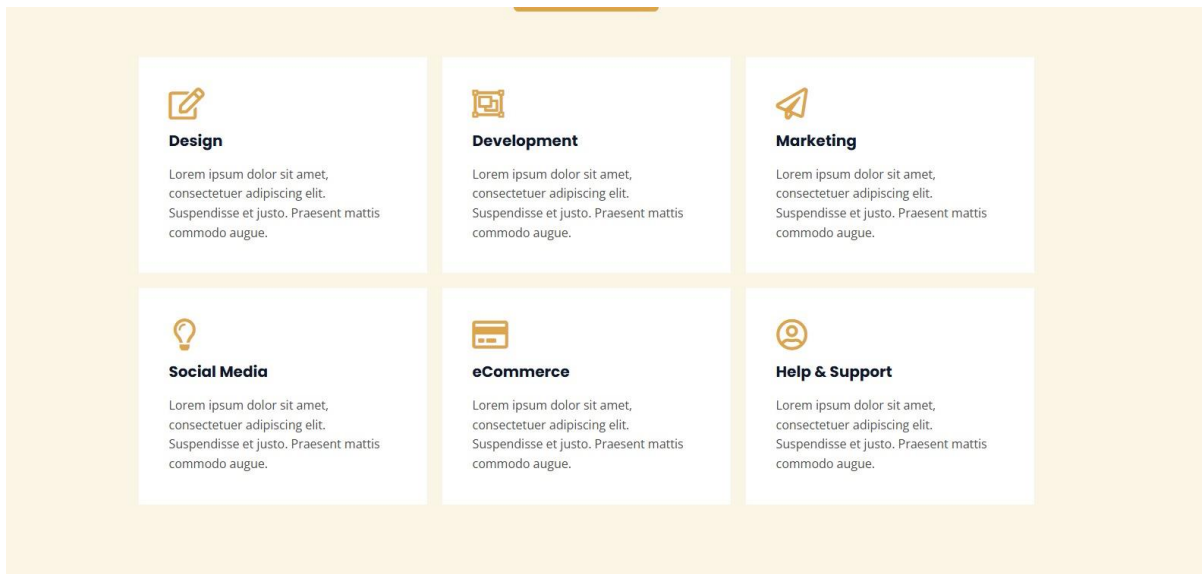 Design
Lorem ipsum dolor sit amet,
consectetuer adipiscing elit.
Suspendisse et justo. Praesent mattis
commodo augue.
Development
Lorem ipsum dolor sit amet,
consectetuer adipiscing elit.
Suspendisse et justo. Praesent mattis
commodo augue.
Marketing
Lorem ipsum dolor sit amet,
consectetuer adipiscing elit.
Suspendisse et justo. Praesent mattis
commodo augue.
Social Media
Lorem ipsum dolor sit amet,
consectetuer adipiscing elit.
Suspendisse et justo. Praesent mattis
commodo augue.
eCommerce
Lorem ipsum dolor sit amet,
consectetuer adipiscing elit.
Suspendisse et justo. Praesent mattis
commodo augue.
Help & Support
Lorem ipsum dolor sit amet,
consectetuer adipiscing elit.
Suspendisse et justo. Praesent mattis
commodo augue.